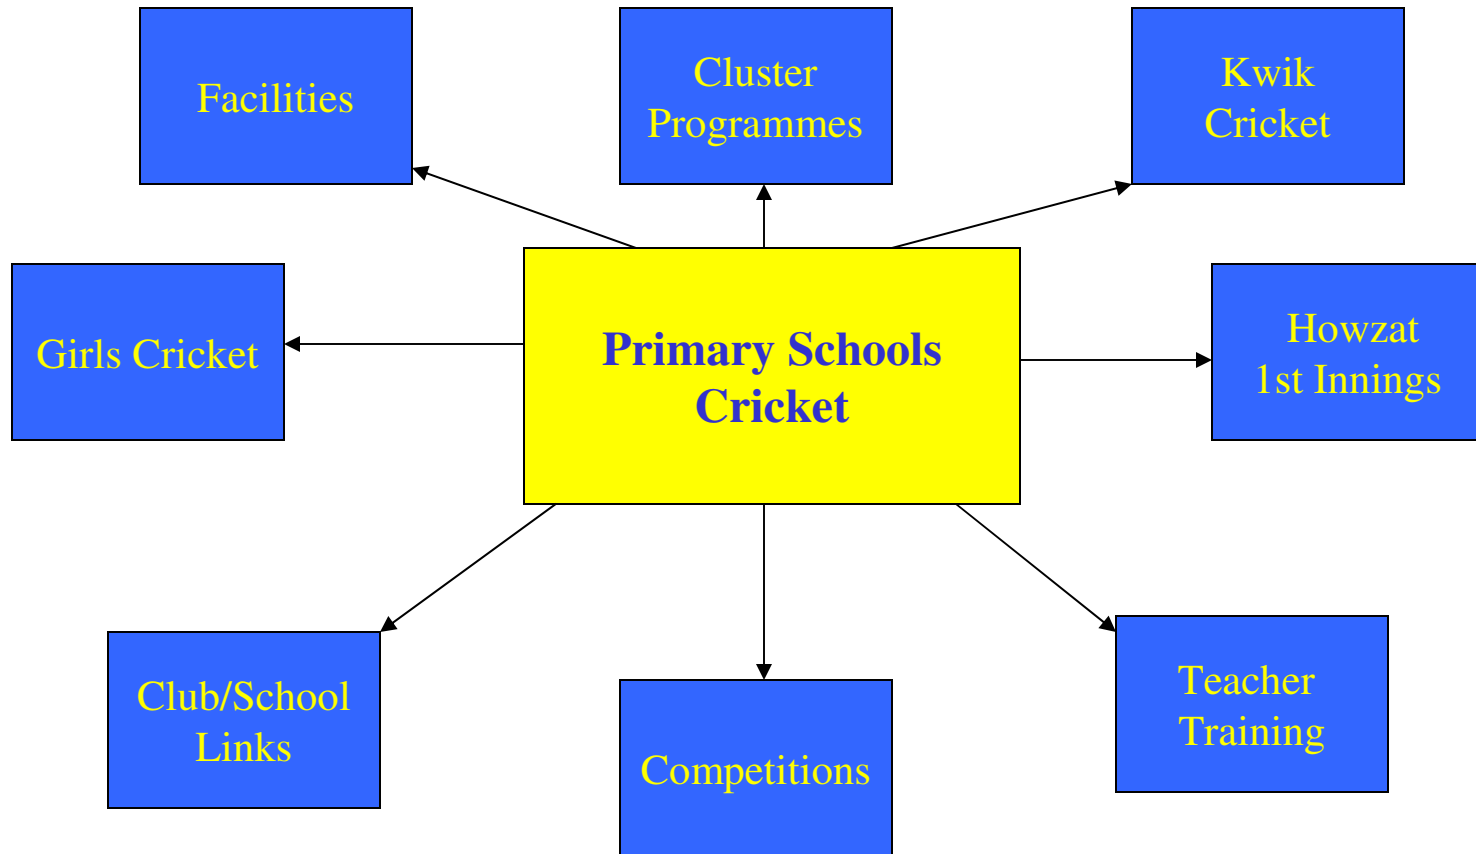 Facilities
Cluster
Programmes
Kwik
Cricket
Girls Cricket
Primary Schools
Cricket
Howzat
1st Innings
Club/School
Links
Competitions
Teacher
Training